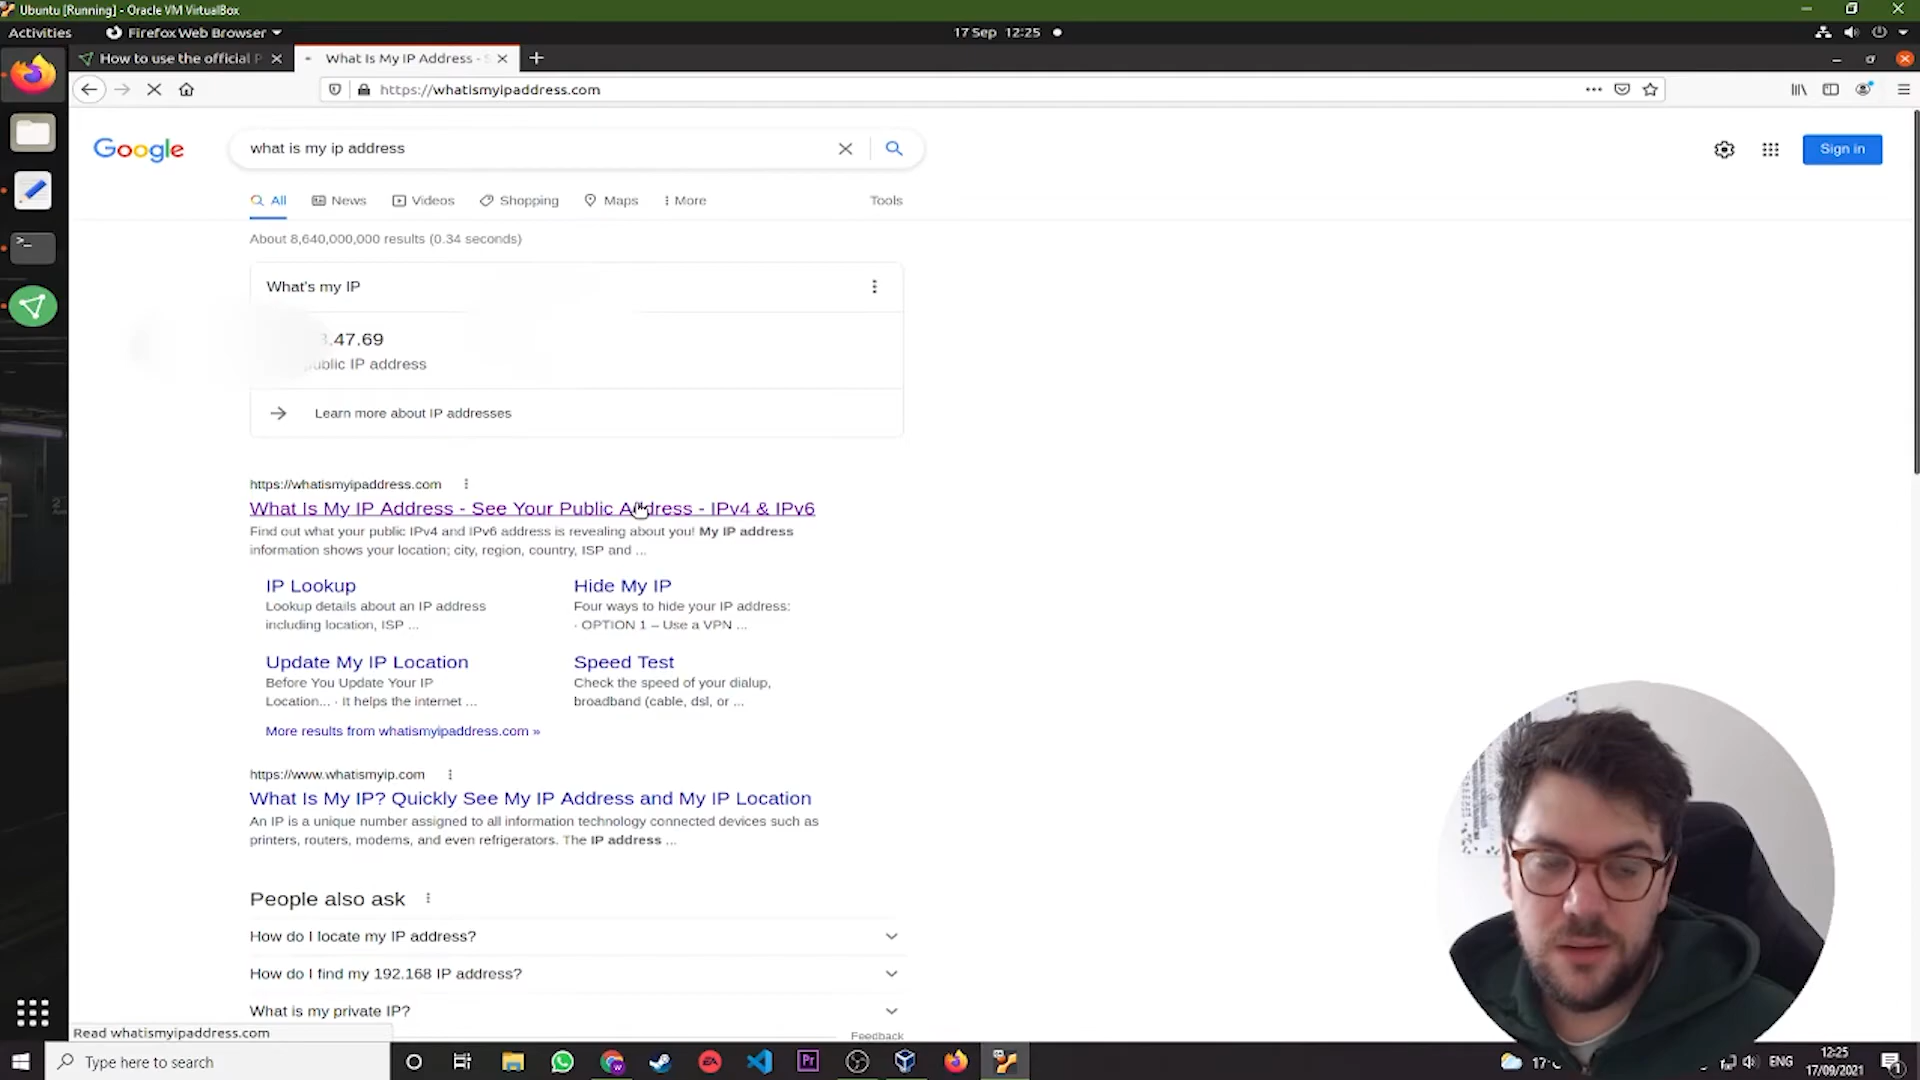 Ubuntu [Running] - Oracle VM VirtualBox
Activities
Firefox Web Browser
17 Sep 12:25
How to use the official P
What Is My IP Address - S
https://whatismyipaddress.com
Google
what is my ip address
Sign in
All
News
Videos
Shopping
Maps
More
Tools
About 8,640,000,000 results (0.34 seconds)
What's my IP
.47.69
public IP address
Learn more about IP addresses
https://whatismyipaddress.com
What Is My IP Address - See Your Public Address - IPv4 & IPv6
Find out what your public IPv4 and IPv6 address is revealing about you! My IP address
information shows your location; city, region, country, ISP and ...
IP Lookup
Lookup details about an IP address
including location, ISP ...
Hide My IP
Four ways to hide your IP address:
· OPTION 1 – Use a VPN ...
Update My IP Location
Before You Update Your IP
Location... · It helps the internet ...
Speed Test
Check the speed of your dialup,
broadband (cable, dsl, or ...
More results from whatismyipaddress.com »
https://www.whatismyip.com
What Is My IP? Quickly See My IP Address and My IP Location
An IP is a unique number assigned to all information technology connected devices such as
printers, routers, modems, and even refrigerators. The IP address ...
People also ask
How do I locate my IP address?
How do I find my 192.168 IP address?
What is my private IP?
Feedback
Read whatismyipaddress.com
Type here to search
EA
Pr
17°
ENG
12:25
17/09/2021
1